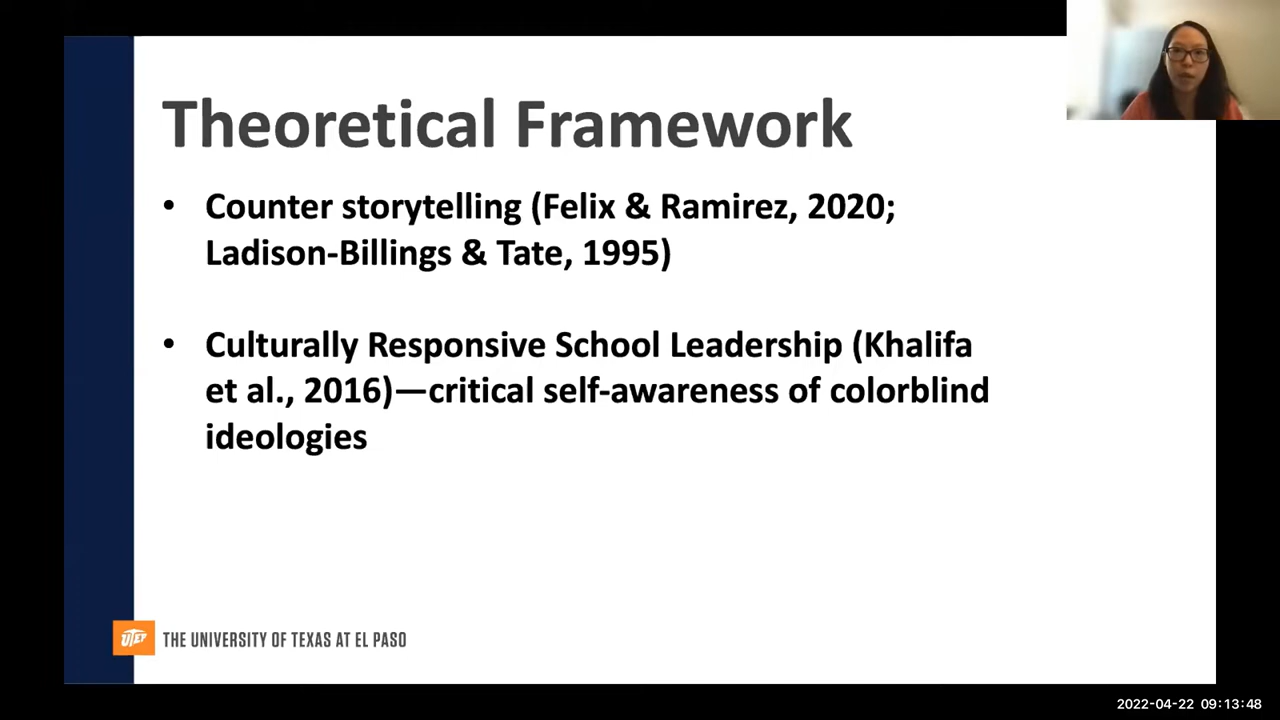 Theoretical Framework
• Counter storytelling (Felix & Ramirez, 2020;
Ladison-Billings & Tate, 1995)
• Culturally Responsive School Leadership (Khalifa
et al., 2016)—critical self-awareness of colorblind
ideologies
UTEP
THE UNIVERSITY OF TEXAS AT EL PASO
2022-04-22 09:13:48